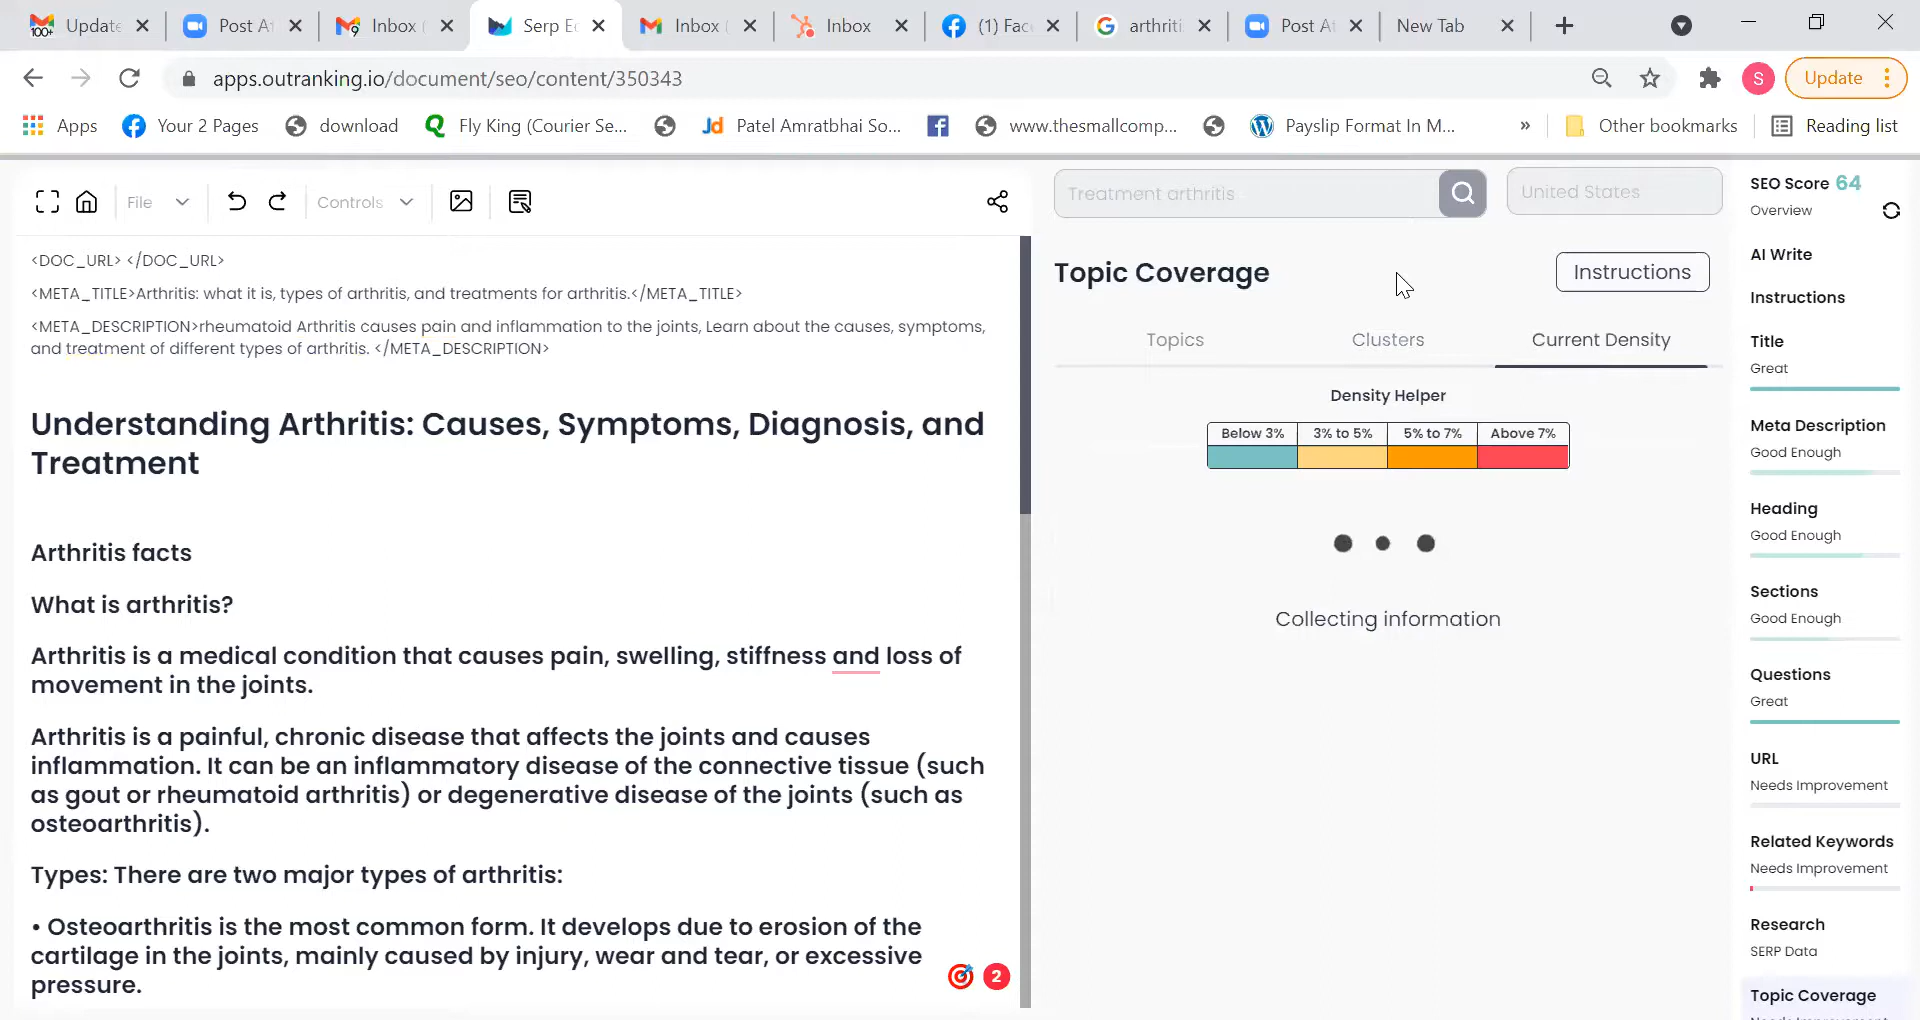 Update
Post At
Inbox (
Serp Ec
Inbox (
Inbox
(1) Fac
arthriti
Post At
New Tab
apps.outranking.io/document/seo/content/350343
S
Update
Apps
Your 2 Pages
download
Fly King (Courier Se...
Patel Amratbhai So...
www.thesmallcomp...
Payslip Format In M...
»
Other bookmarks
Reading list
File
Controls
Treatment arthritis
United States
SEO Score 64
Overview
<DOC_URL> </DOC_URL>
<META_TITLE>Arthritis: what it is, types of arthritis, and treatments for arthritis.</META_TITLE>
<META_DESCRIPTION>rheumatoid Arthritis causes pain and inflammation to the joints, Learn about the causes, symptoms,
and treatment of different types of arthritis. </META_DESCRIPTION>
Understanding Arthritis: Causes, Symptoms, Diagnosis, and
Treatment
Arthritis facts
What is arthritis?
Arthritis is a medical condition that causes pain, swelling, stiffness and loss of
movement in the joints.
Arthritis is a painful, chronic disease that affects the joints and causes
inflammation. It can be an inflammatory disease of the connective tissue (such
as gout or rheumatoid arthritis) or degenerative disease of the joints (such as
osteoarthritis).
Types: There are two major types of arthritis:
• Osteoarthritis is the most common form. It develops due to erosion of the
cartilage in the joints, mainly caused by injury, wear and tear, or excessive
pressure.
2
Topic Coverage
Instructions
Topics
Clusters
Current Density
Density Helper
Below 3%
3% to 5%
5% to 7%
Above 7%
Collecting information
AI Write
Instructions
Title
Great
Meta Description
Good Enough
Heading
Good Enough
Sections
Good Enough
Questions
Great
URL
Needs Improvement
Related Keywords
Needs Improvement
Research
SERP Data
Topic Coverage
Needs Improvement